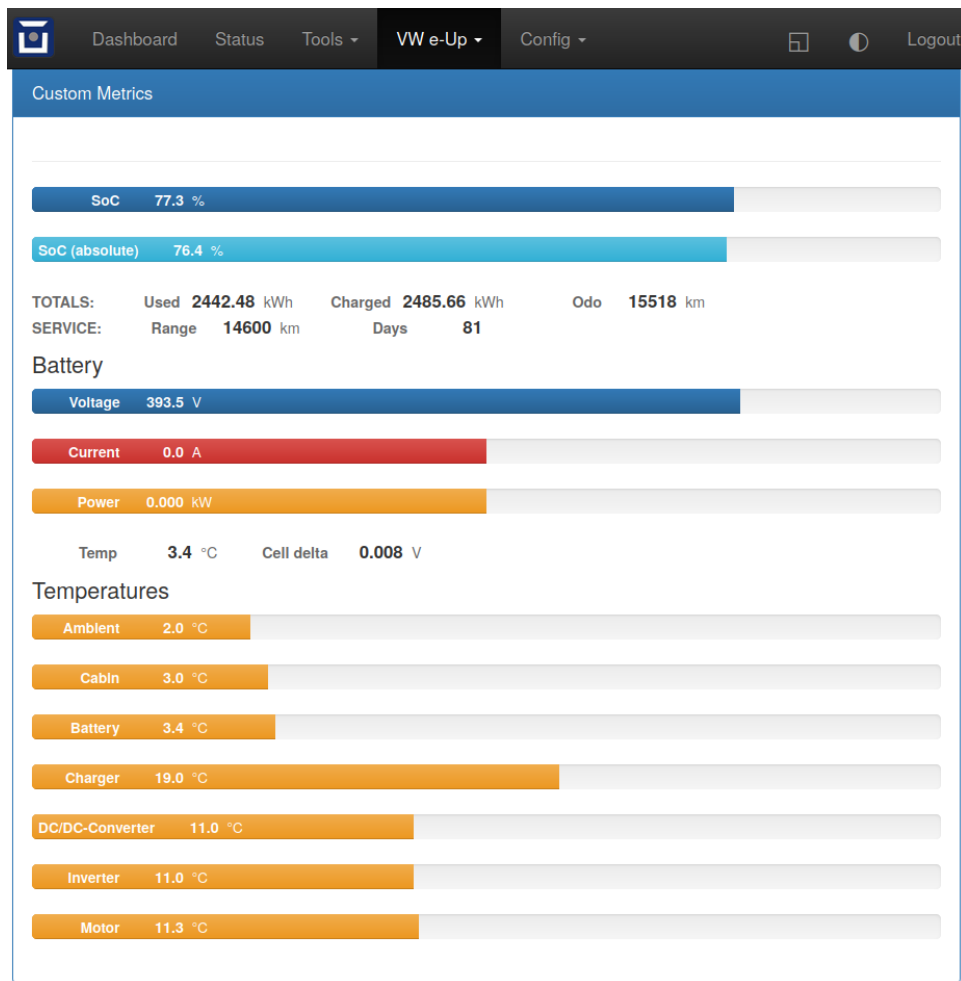 Dashboard Status Tools VW e-Up Config Logout
Custom Metrics
SoC 77.3 %
SoC (absolute) 76.4 %
TOTALS: Used 2442.48 kWh Charged 2485.66 kWh Odo 15518 km
SERVICE: Range 14600 km Days 81
Battery
Voltage 393.5 V
Current 0.0 A
Power 0.000 kW
Temp 3.4 °C Cell delta 0.008 V
Temperatures
Ambient 2.0 °C
Cabin 3.0 °C
Battery 3.4 °C
Charger 19.0 °C
DC/DC-Converter 11.0 °C
Inverter 11.0 °C
Motor 11.3 °C